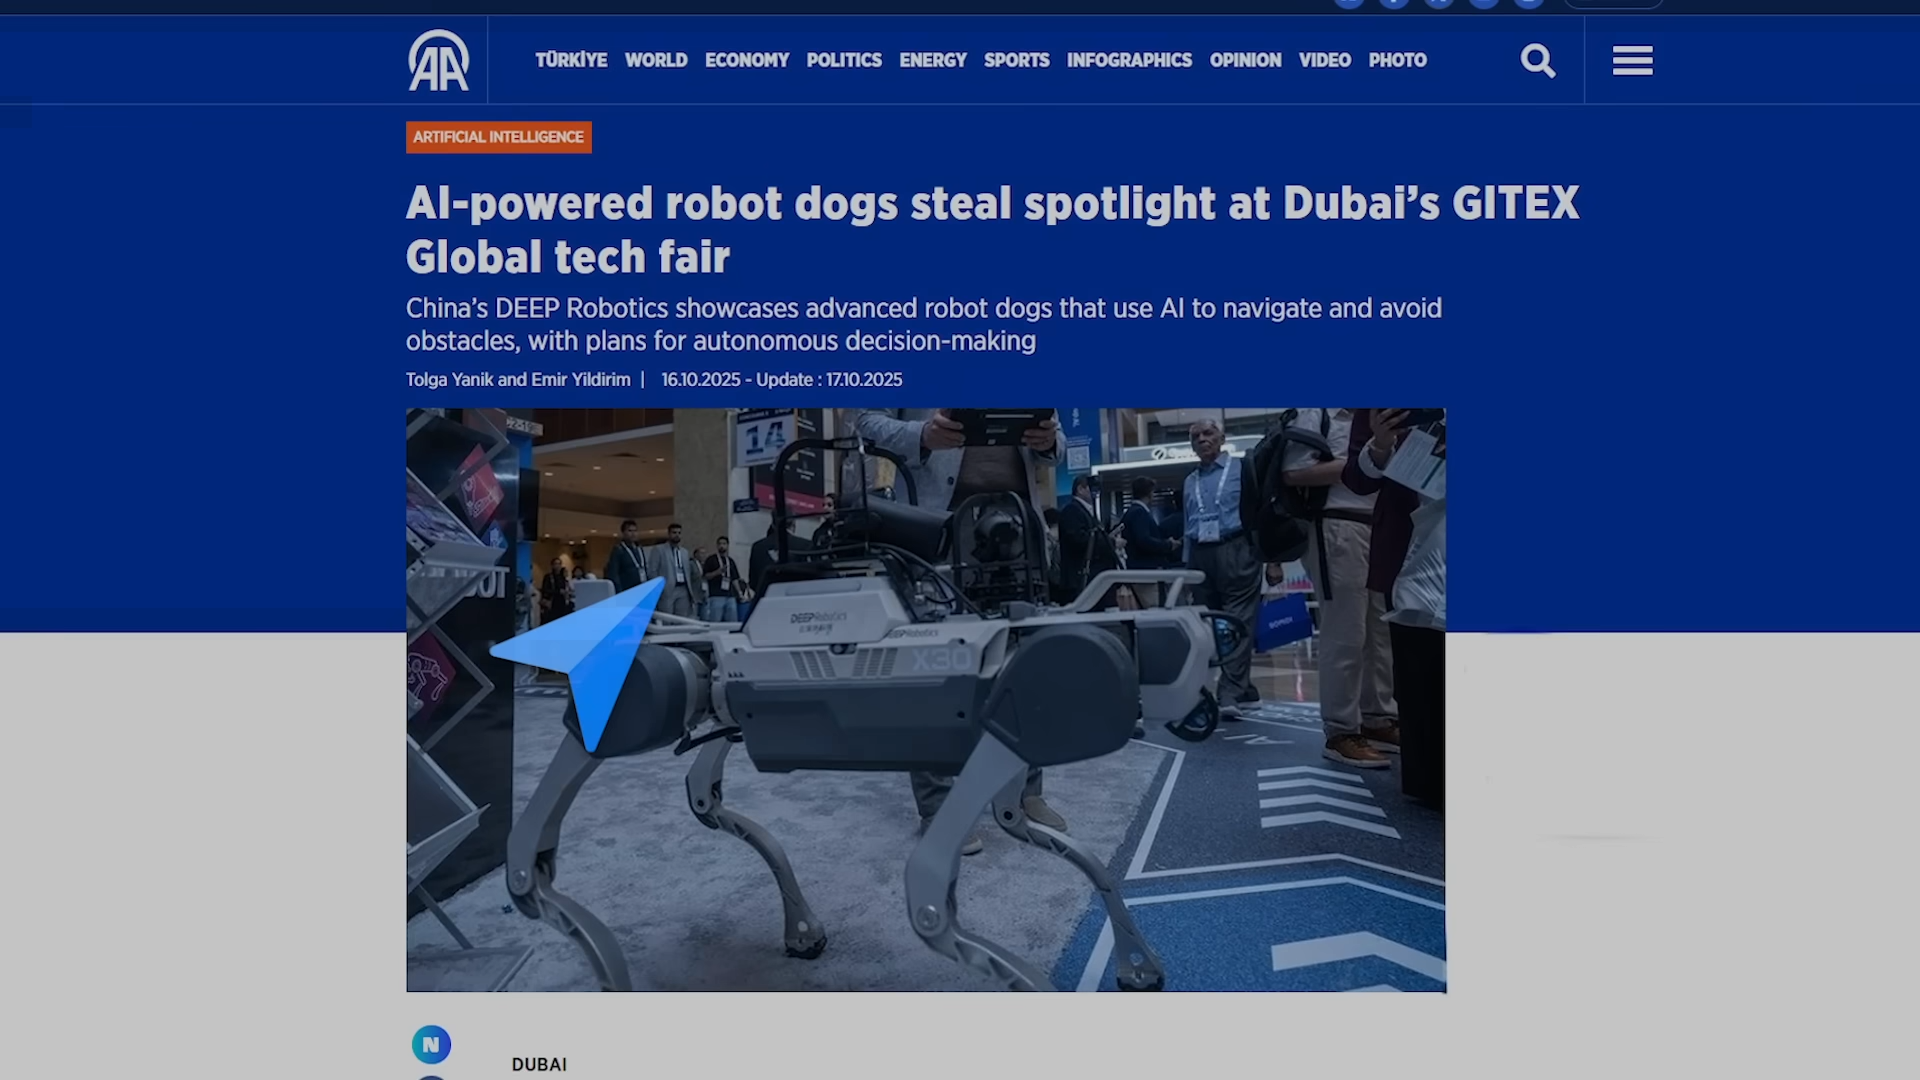 AA
TÜRKİYE WORLD ECONOMY POLITICS ENERGY SPORTS INFOGRAPHICS OPINION VIDEO PHOTO
ARTIFICIAL INTELLIGENCE
AI-powered robot dogs steal spotlight at Dubai’s GITEX
Global tech fair
China’s DEEP Robotics showcases advanced robot dogs that use AI to navigate and avoid
obstacles, with plans for autonomous decision-making
Tolga Yanik and Emir Yildirim | 16.10.2025 - Update : 17.10.2025
14
DEEPRobotics
DEEPRobotics
X30
N
DUBAI